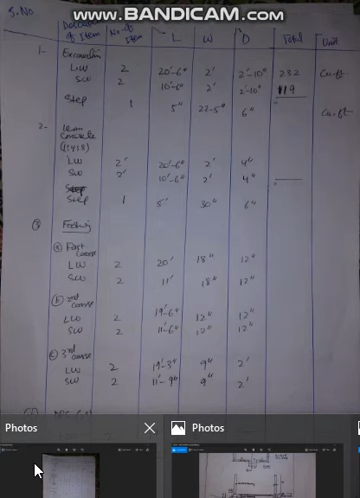 WWW.BANDICAM.COM
S.No Description of Item No. of Item L W D Total Unit
1- Excavation
LW 2 20'-6" 2' 2'-10" 232 Cu-ft
SW 2 10'-6" 2' 2'-10" 119
Step 1 5" 22-5" 6" Cu-ft
2- Lean Concrete
(1:4:8)
LW 2' 20'-6" 2' 4"
SW 2' 10'-6" 2' 4"
Step 1 5' 30" 6"
③ Footing
ⓐ First course
LW 2 20' 18" 12"
SW 2 11' 18" 12"
ⓑ 2nd course
LW 2 19'-6" 12" 12"
SW 2 11'-6" 12" 12"
ⓒ 3rd course
LW 2 19'-3" 9" 2'
SW 2 11'-9" 9" 2'
Photos
Photos